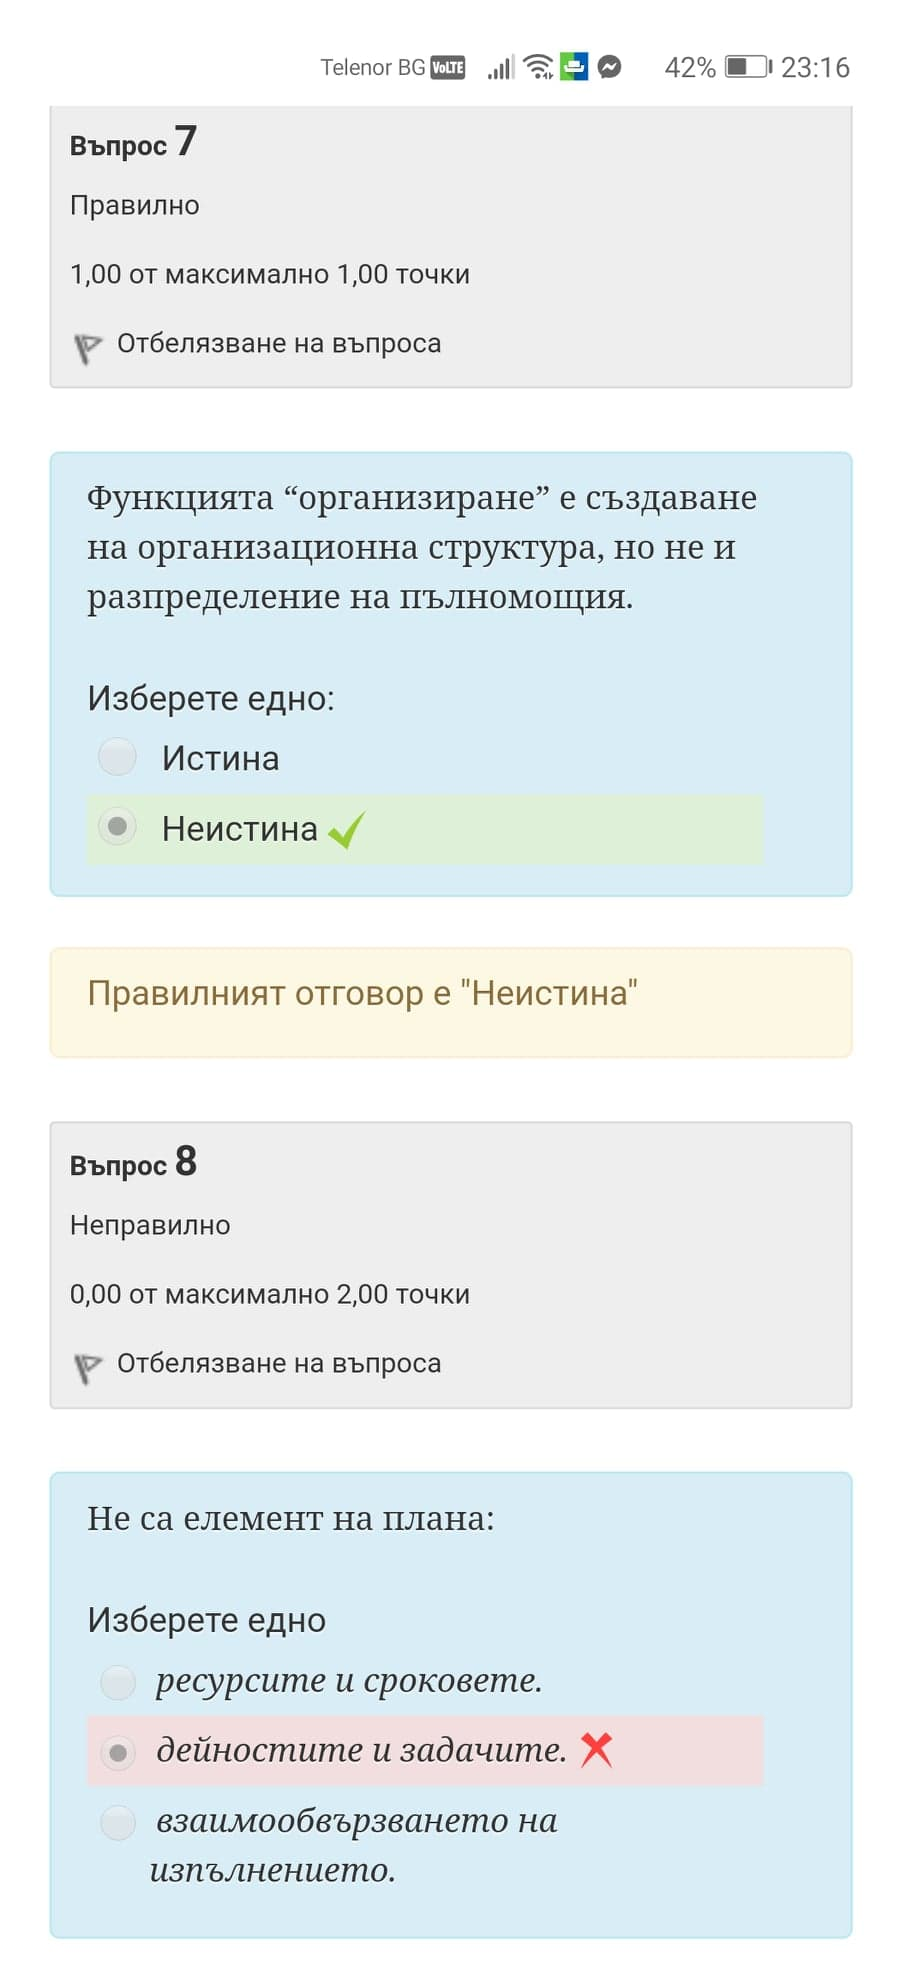 Telenor BG VoLTE 42% 23:16
Въпрос 7
Правилно
1,00 от максимално 1,00 точки
Отбелязване на въпроса
Функцията “организиране” е създаване
на организационна структура, но не и
разпределение на пълномощия.
Изберете едно:
Истина
Неистина
Правилният отговор е "Неистина"
Въпрос 8
Неправилно
0,00 от максимално 2,00 точки
Отбелязване на въпроса
Не са елемент на плана:
Изберете едно
ресурсите и сроковете.
дейностите и задачите.
взаимообвързването на
изпълнението.